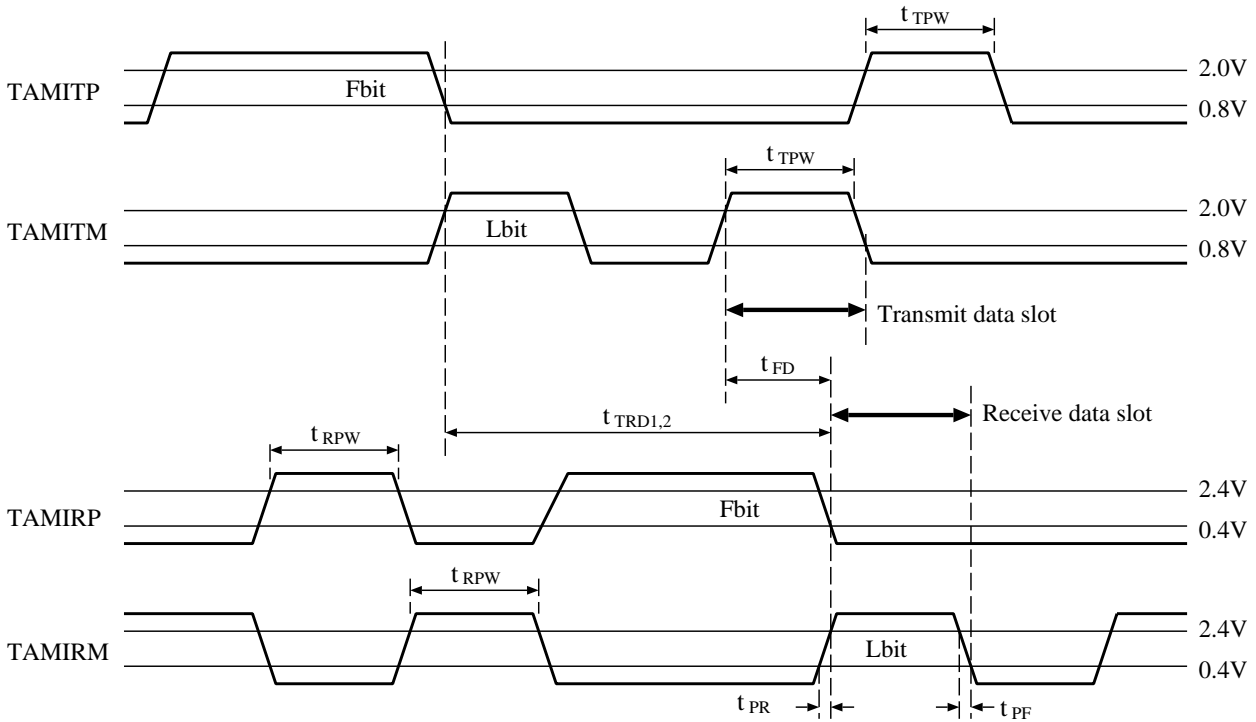 t TPW
TAMITP
Fbit
2.0V
0.8V
t TPW
TAMITM
Lbit
2.0V
0.8V
Transmit data slot
t FD
t TRD1,2
Receive data slot
t RPW
TAMIRP
Fbit
2.4V
0.4V
t RPW
TAMIRM
Lbit
2.4V
0.4V
t PR
t PF